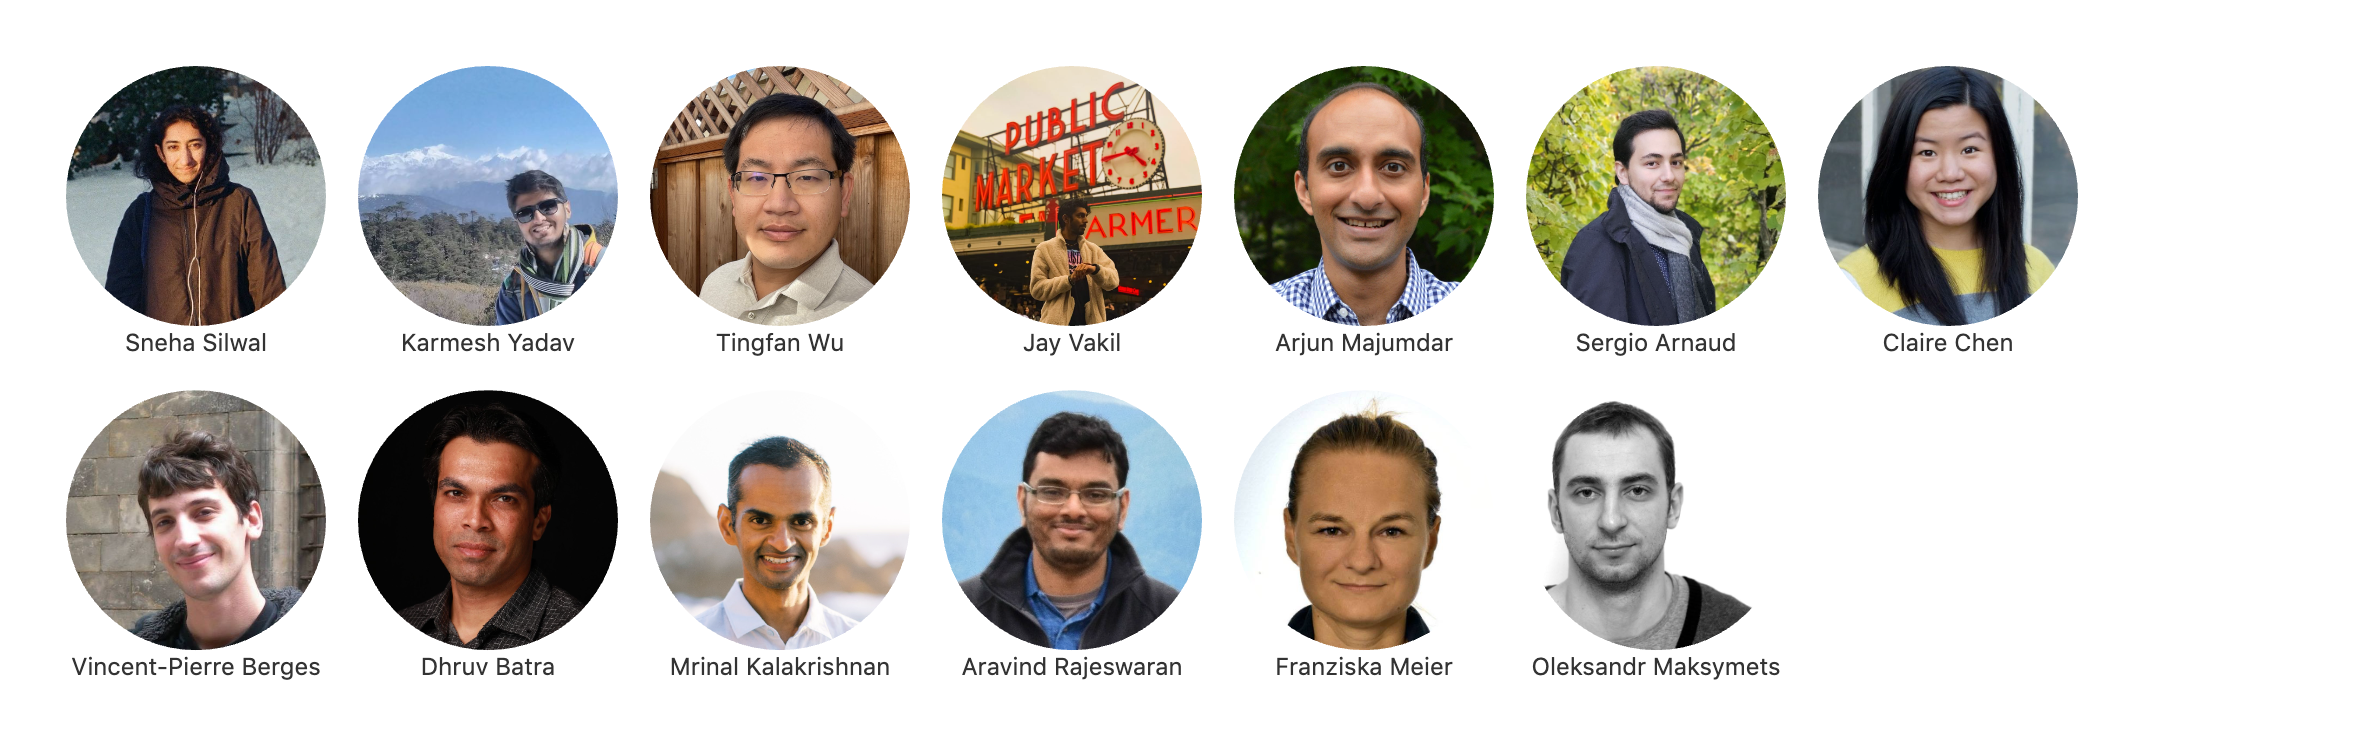 PUBLIC
MARKET
ARMER
Sneha Silwal
Karmesh Yadav
Tingfan Wu
Jay Vakil
Arjun Majumdar
Sergio Arnaud
Claire Chen
Vincent-Pierre Berges
Dhruv Batra
Mrinal Kalakrishnan
Aravind Rajeswaran
Franziska Meier
Oleksandr Maksymets